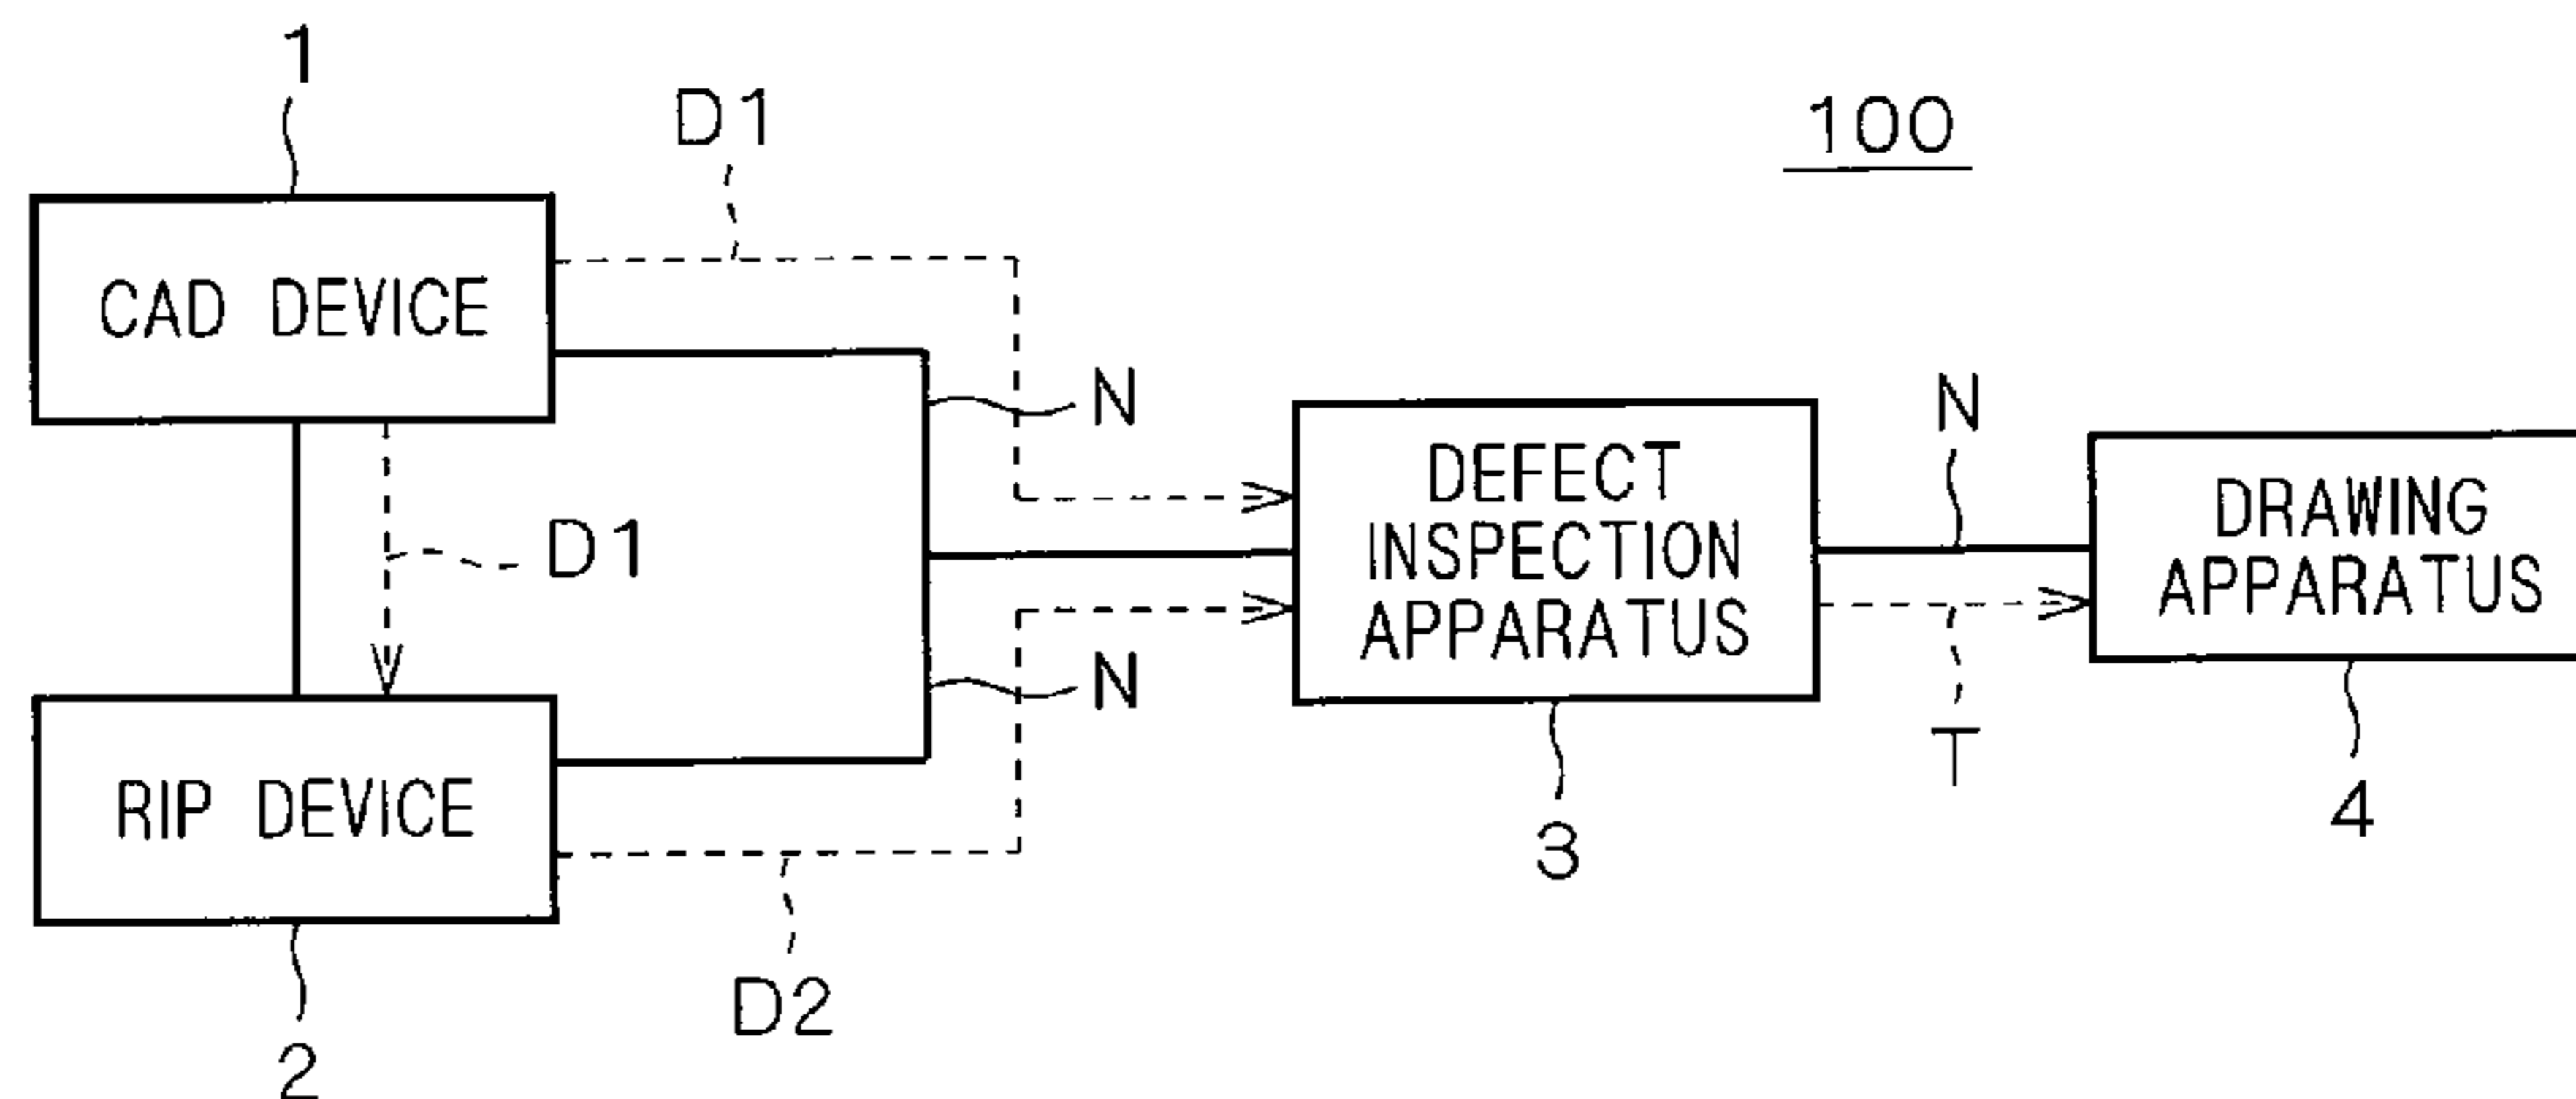 1
D1
100
CAD DEVICE
N
N
DEFECT
INSPECTION
APPARATUS
DRAWING
APPARATUS
D1
N
T
RIP DEVICE
3
4
D2
2